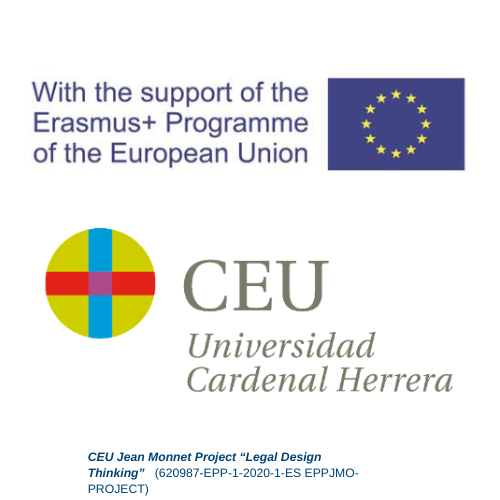 With the support of the
Erasmus+ Programme
of the European Union
CEU
Universidad
Cardenal Herrera
CEU Jean Monnet Project “Legal Design
Thinking” (620987-EPP-1-2020-1-ES EPPJMO-
PROJECT)